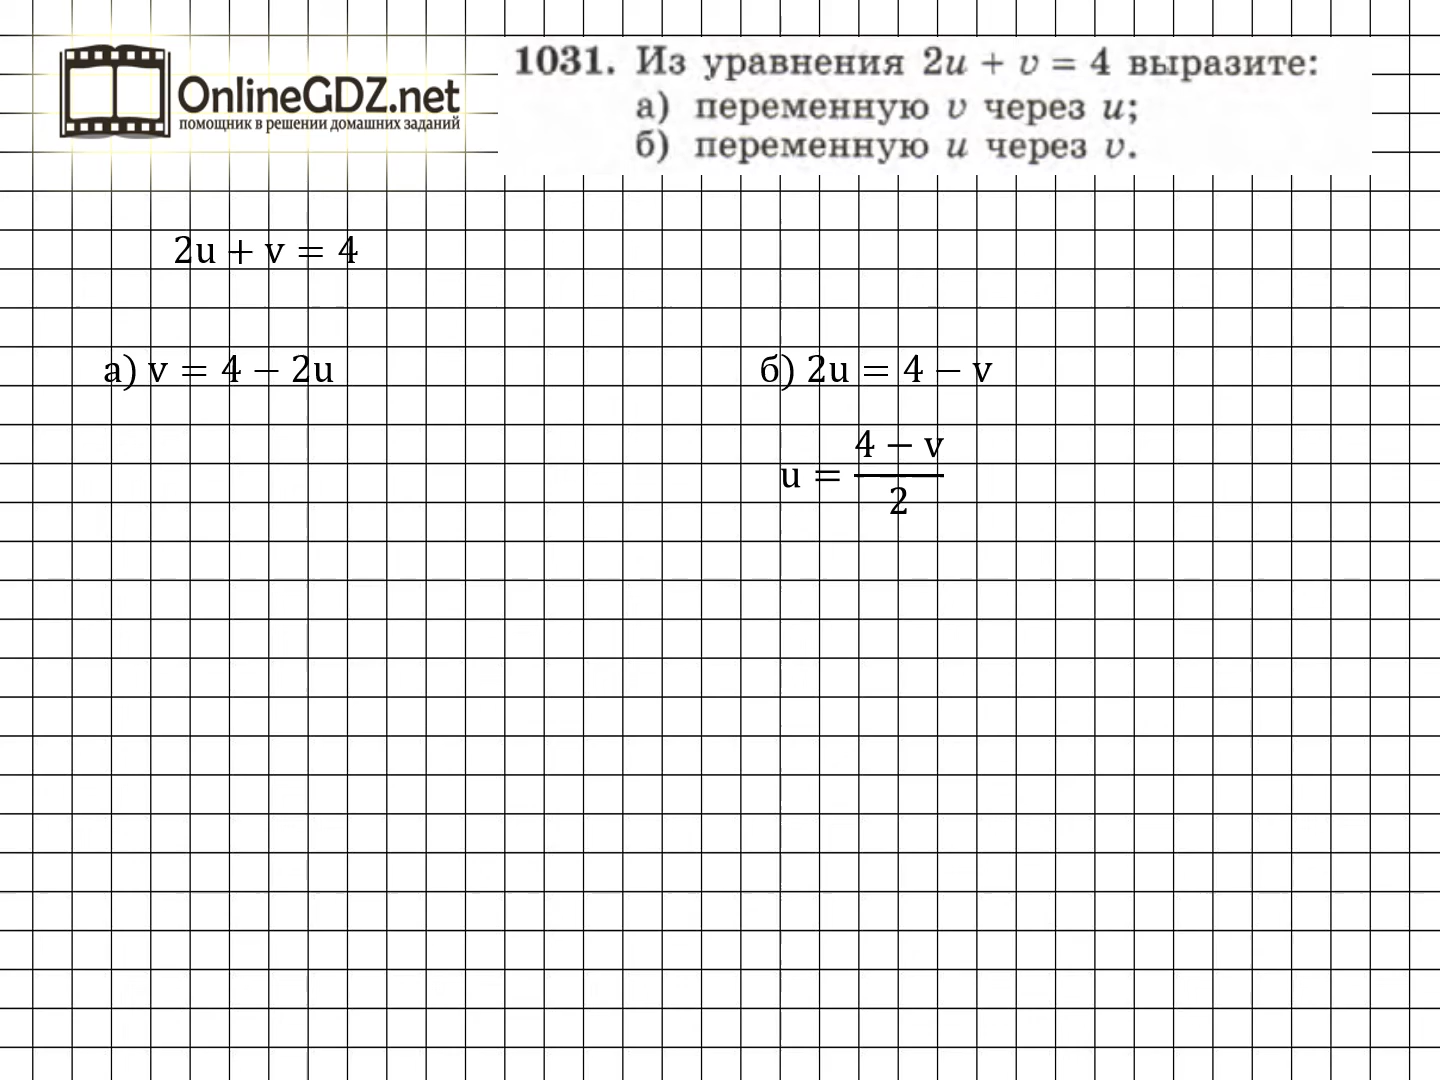 OnlineGDZ.net
помощник в решении домашних заданий
1031. Из уравнения 2u + v = 4 выразите:
а) переменную v через u;
б) переменную u через v.
2u + v = 4
а) v = 4 − 2u
б) 2u = 4 − v
u = (4 − v)/2